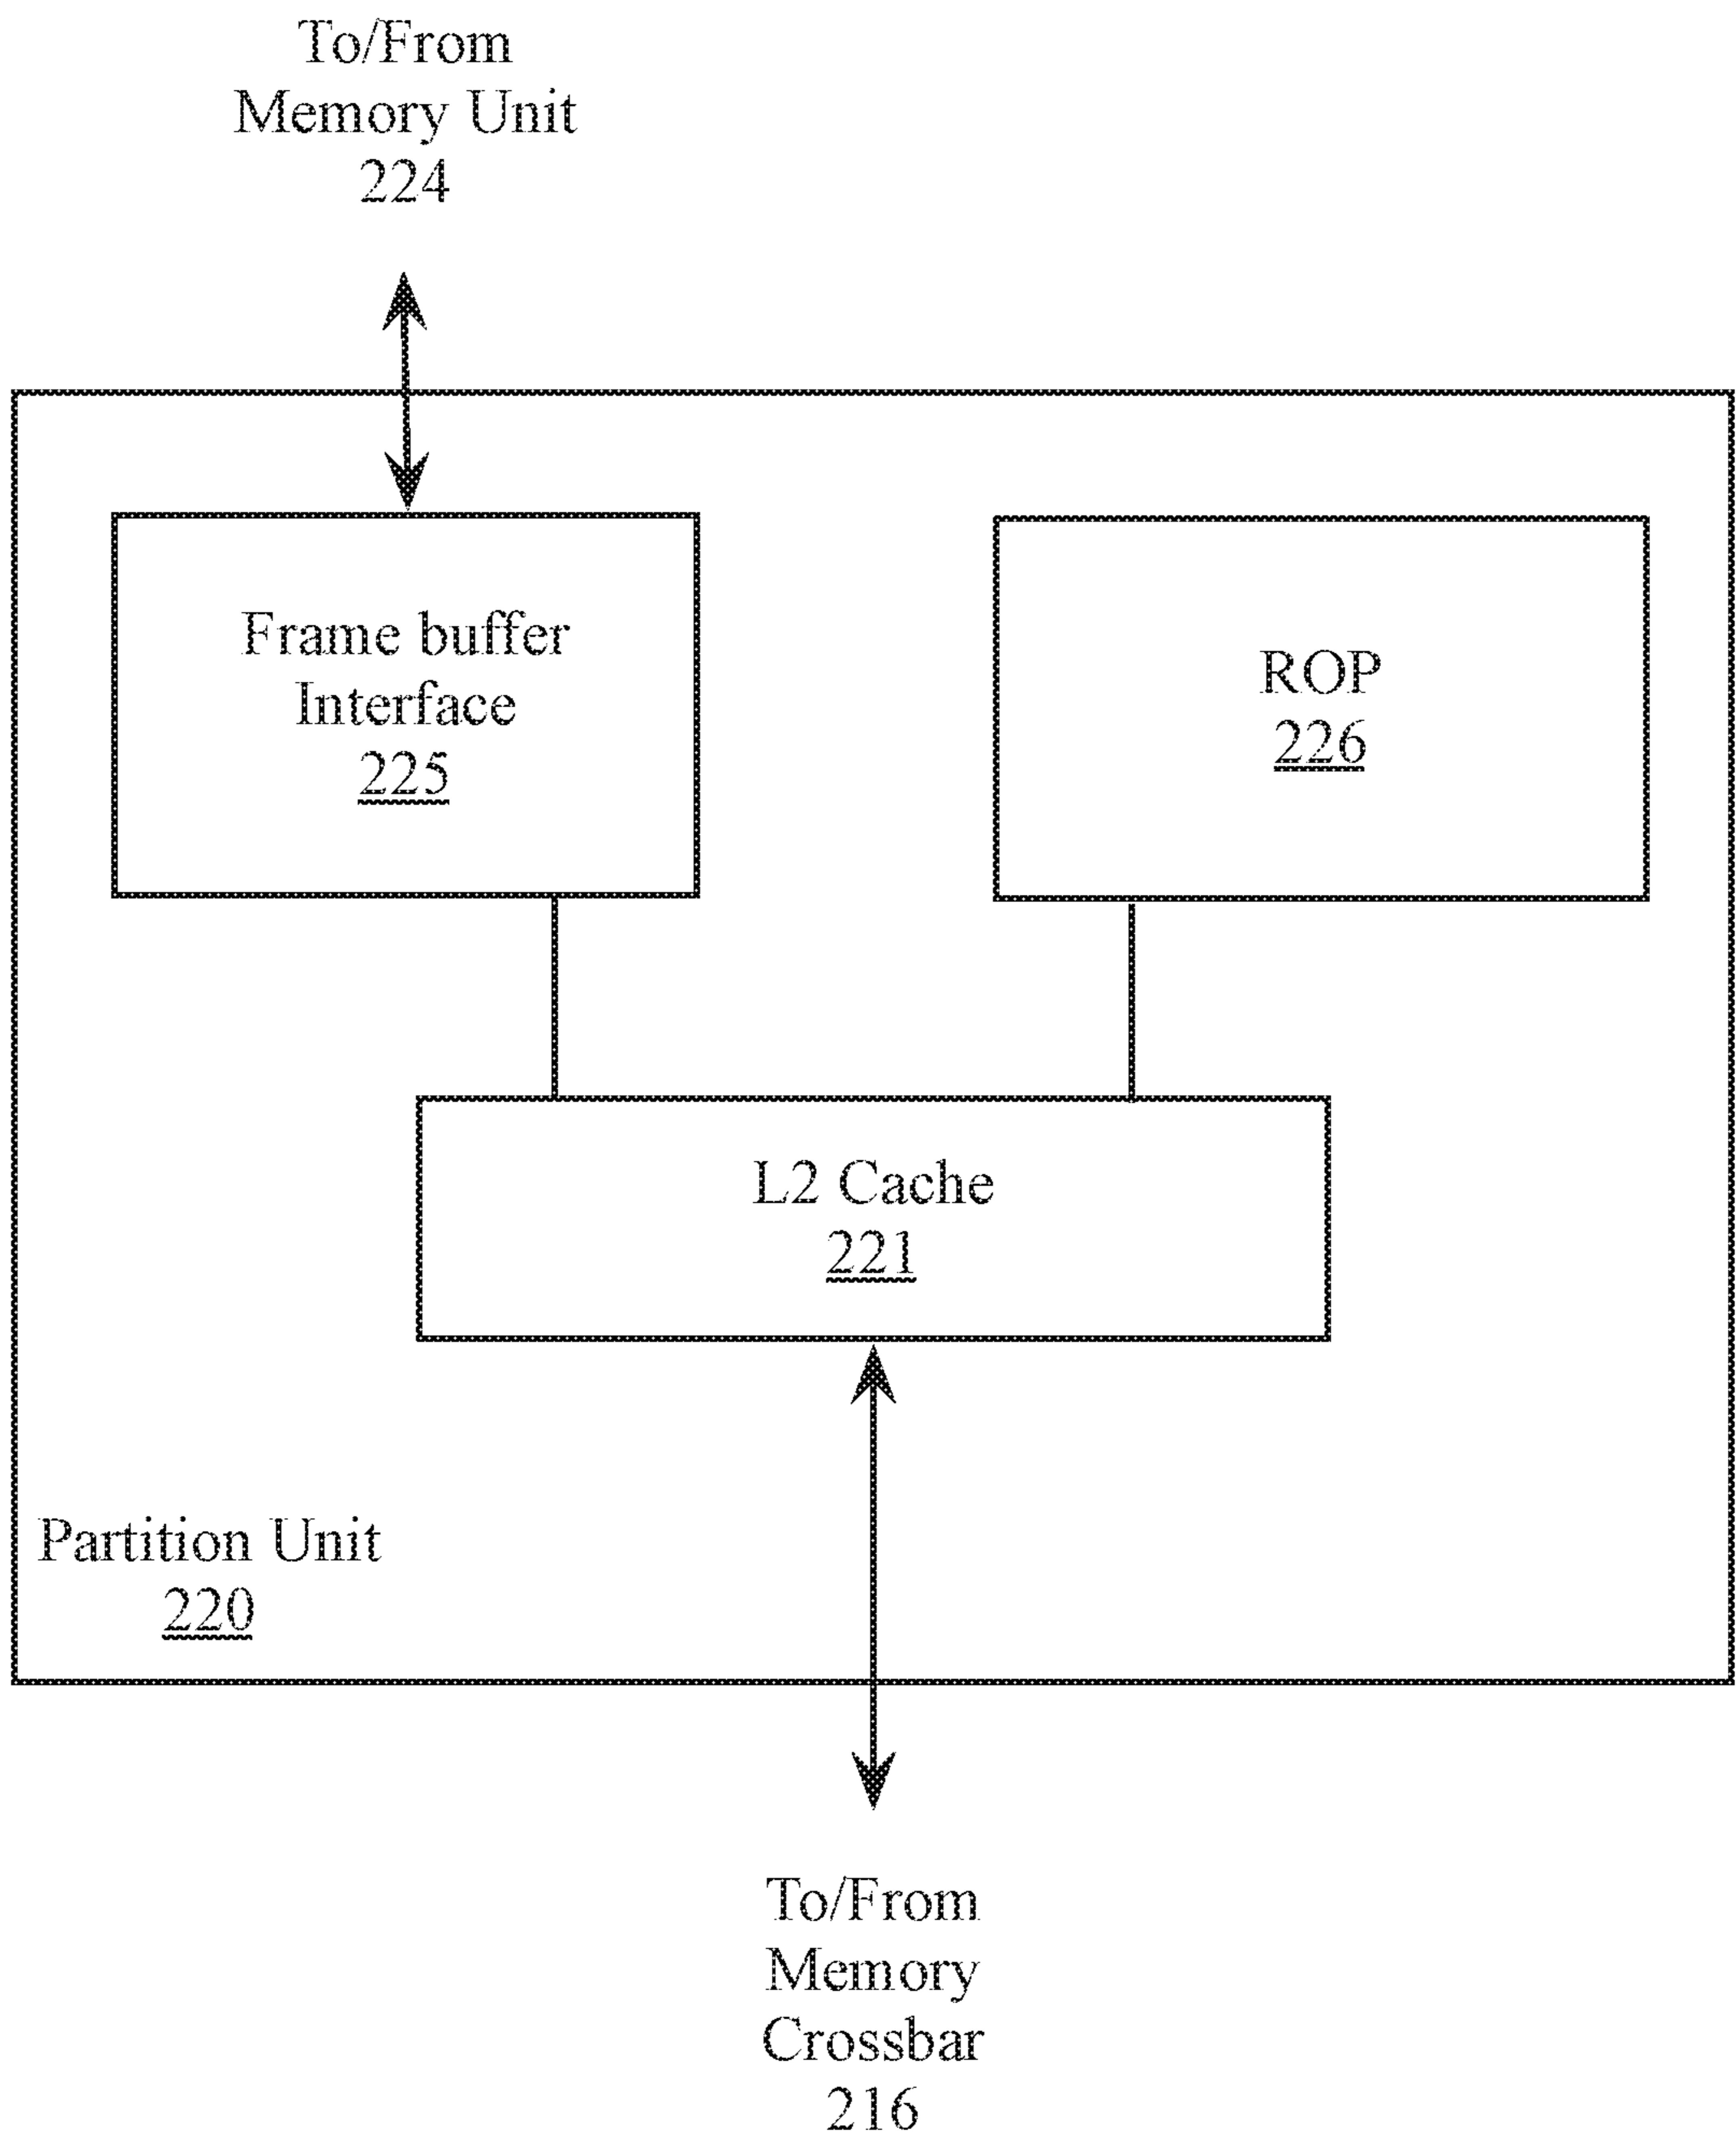 To/From
Memory Unit
224
Frame buffer
Interface
225
ROP
226
L2 Cache
221
Partition Unit
220
To/From
Memory
Crossbar
216